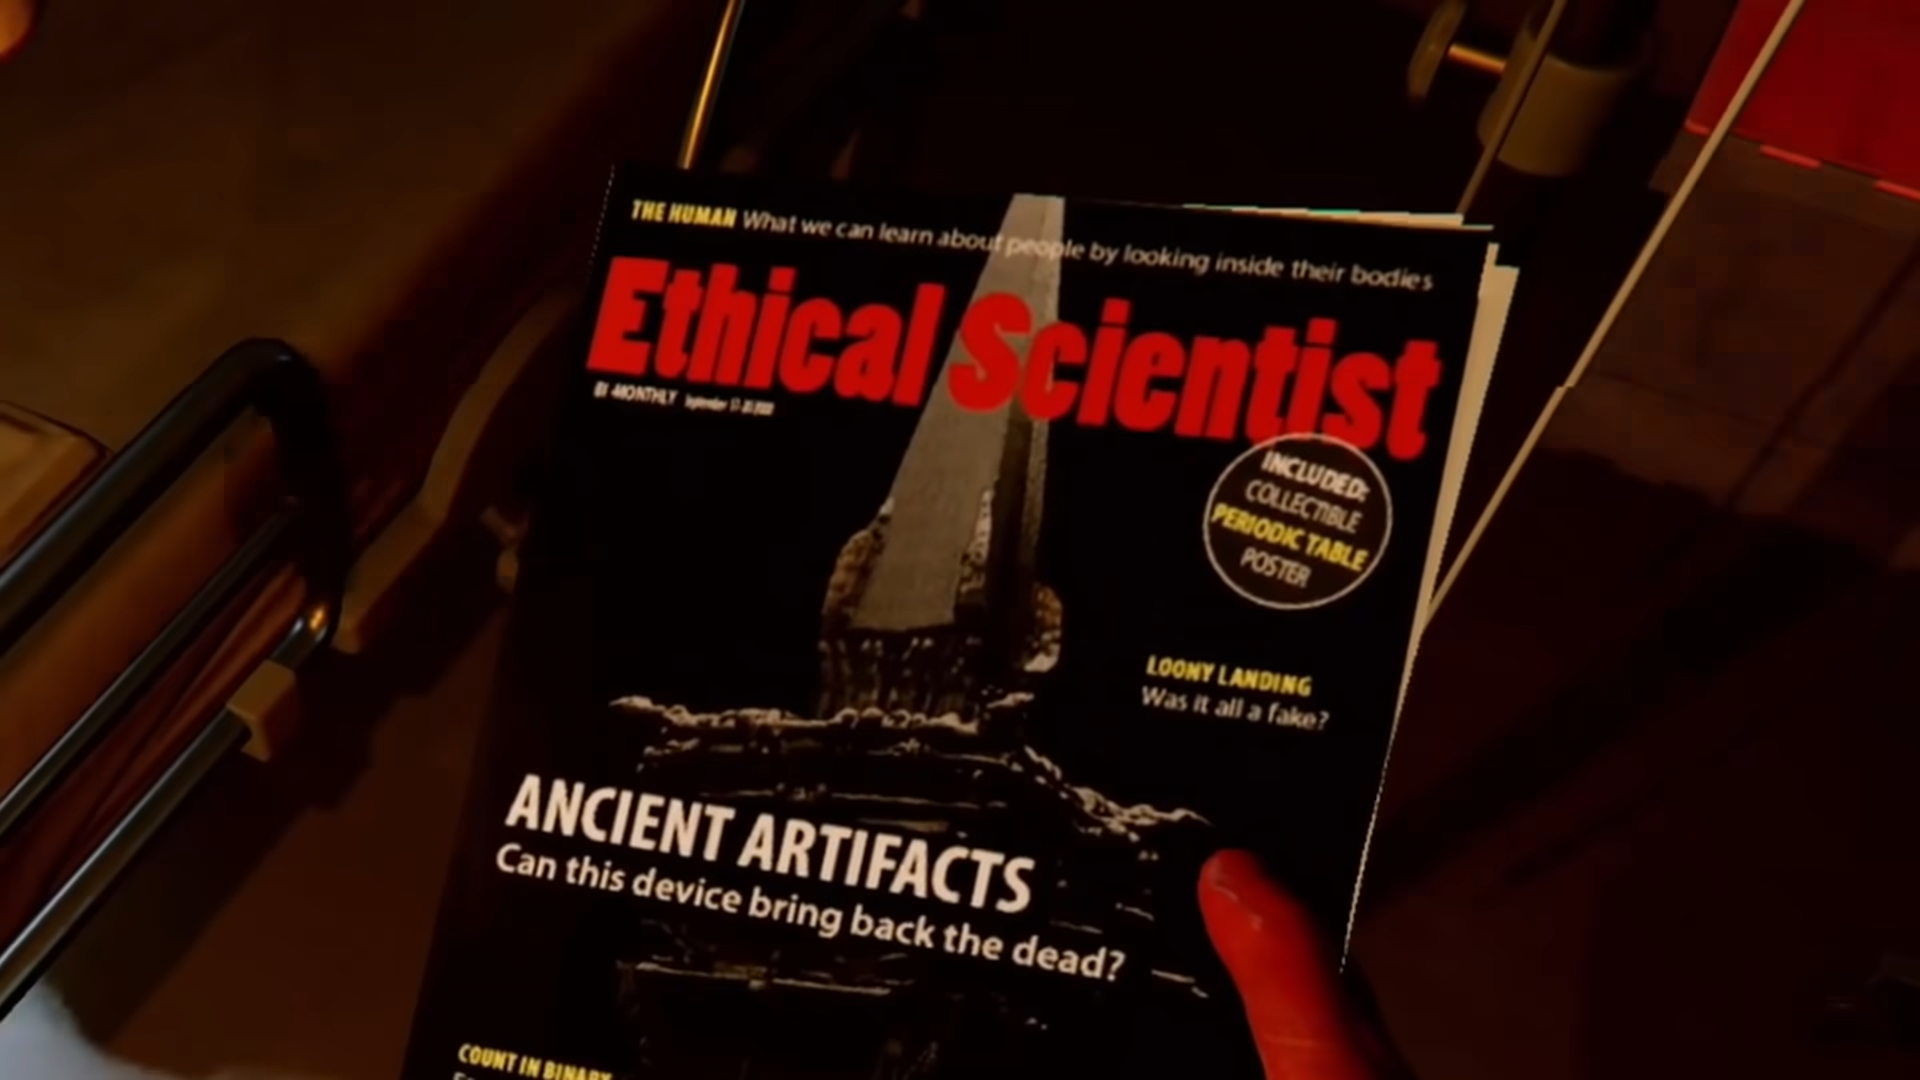 THE HUMAN What we can learn about people by looking inside their bodies
Ethical Scientist
BI-MONTHLY September
INCLUDED:
COLLECTIBLE
PERIODIC TABLE
POSTER
LOONY LANDING
Was it all a fake?
ANCIENT ARTIFACTS
Can this device bring back the dead?
COUNT IN BINARY